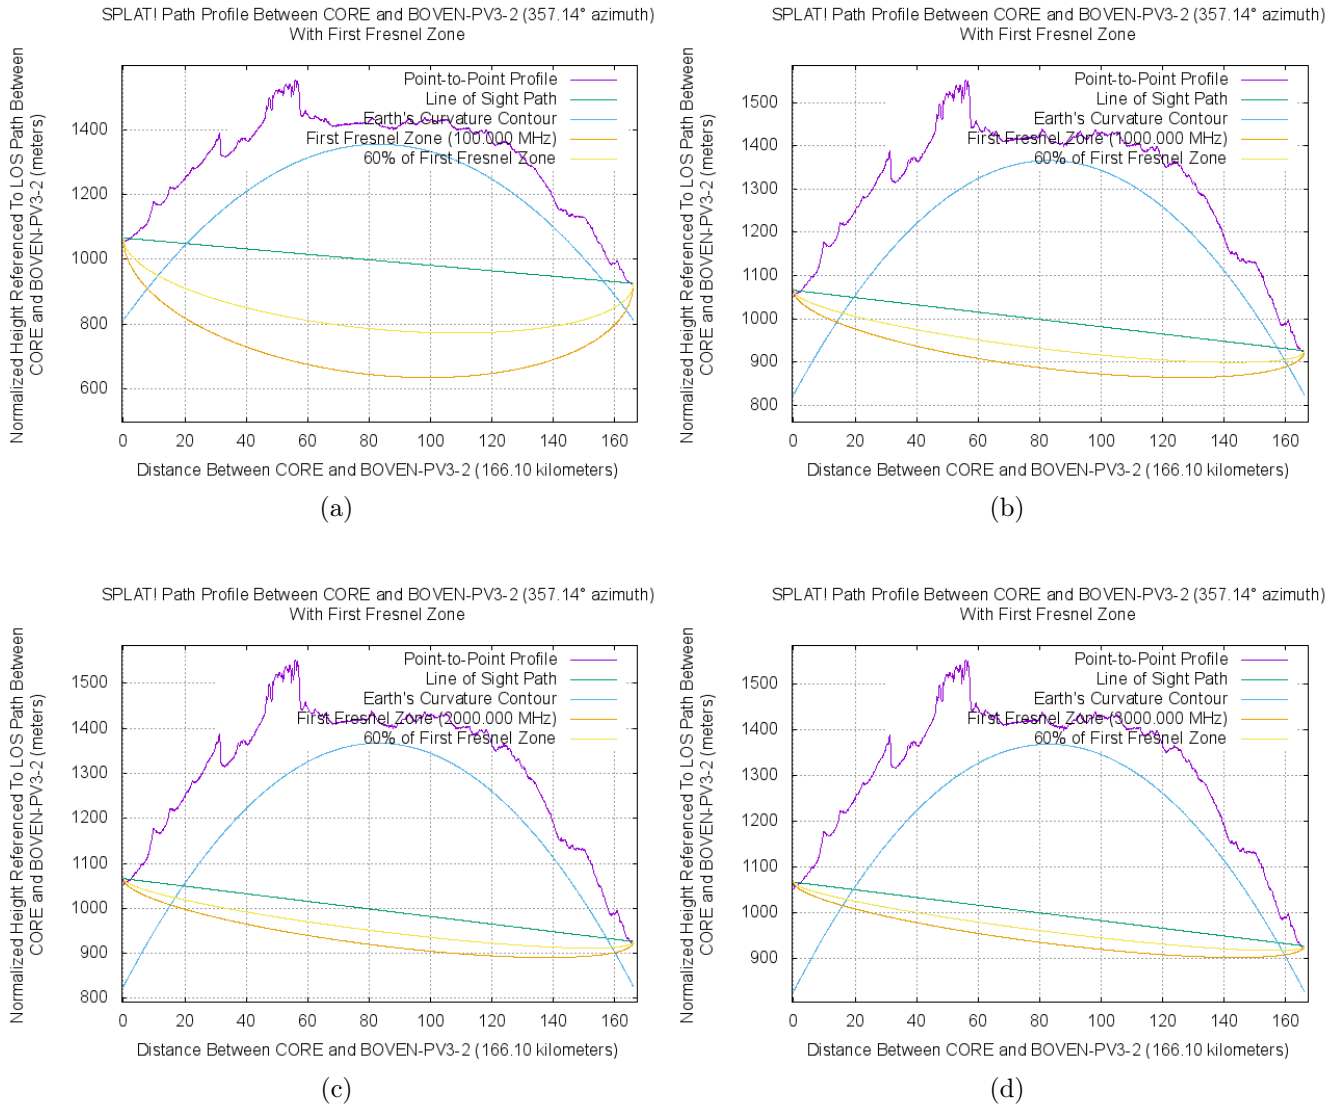 SPLAT! Path Profile Between CORE and BOVEN-PV3-2 (357.14° azimuth)
With First Fresnel Zone
Normalized Height Referenced To LOS Path Between
CORE and BOVEN-PV3-2 (meters)
Point-to-Point Profile
Line of Sight Path
Earth's Curvature Contour
First Fresnel Zone (100.000 MHz)
60% of First Fresnel Zone
1400
1200
1000
800
600
0 20 40 60 80 100 120 140 160
Distance Between CORE and BOVEN-PV3-2 (166.10 kilometers)
(a)
SPLAT! Path Profile Between CORE and BOVEN-PV3-2 (357.14° azimuth)
With First Fresnel Zone
Normalized Height Referenced To LOS Path Between
CORE and BOVEN-PV3-2 (meters)
Point-to-Point Profile
Line of Sight Path
Earth's Curvature Contour
First Fresnel Zone (1000.000 MHz)
60% of First Fresnel Zone
1500
1400
1300
1200
1100
1000
900
800
0 20 40 60 80 100 120 140 160
Distance Between CORE and BOVEN-PV3-2 (166.10 kilometers)
(b)
SPLAT! Path Profile Between CORE and BOVEN-PV3-2 (357.14° azimuth)
With First Fresnel Zone
Normalized Height Referenced To LOS Path Between
CORE and BOVEN-PV3-2 (meters)
Point-to-Point Profile
Line of Sight Path
Earth's Curvature Contour
First Fresnel Zone (2000.000 MHz)
60% of First Fresnel Zone
1500
1400
1300
1200
1100
1000
900
800
0 20 40 60 80 100 120 140 160
Distance Between CORE and BOVEN-PV3-2 (166.10 kilometers)
(c)
SPLAT! Path Profile Between CORE and BOVEN-PV3-2 (357.14° azimuth)
With First Fresnel Zone
Normalized Height Referenced To LOS Path Between
CORE and BOVEN-PV3-2 (meters)
Point-to-Point Profile
Line of Sight Path
Earth's Curvature Contour
First Fresnel Zone (3000.000 MHz)
60% of First Fresnel Zone
1500
1400
1300
1200
1100
1000
900
0 20 40 60 80 100 120 140 160
Distance Between CORE and BOVEN-PV3-2 (166.10 kilometers)
(d)